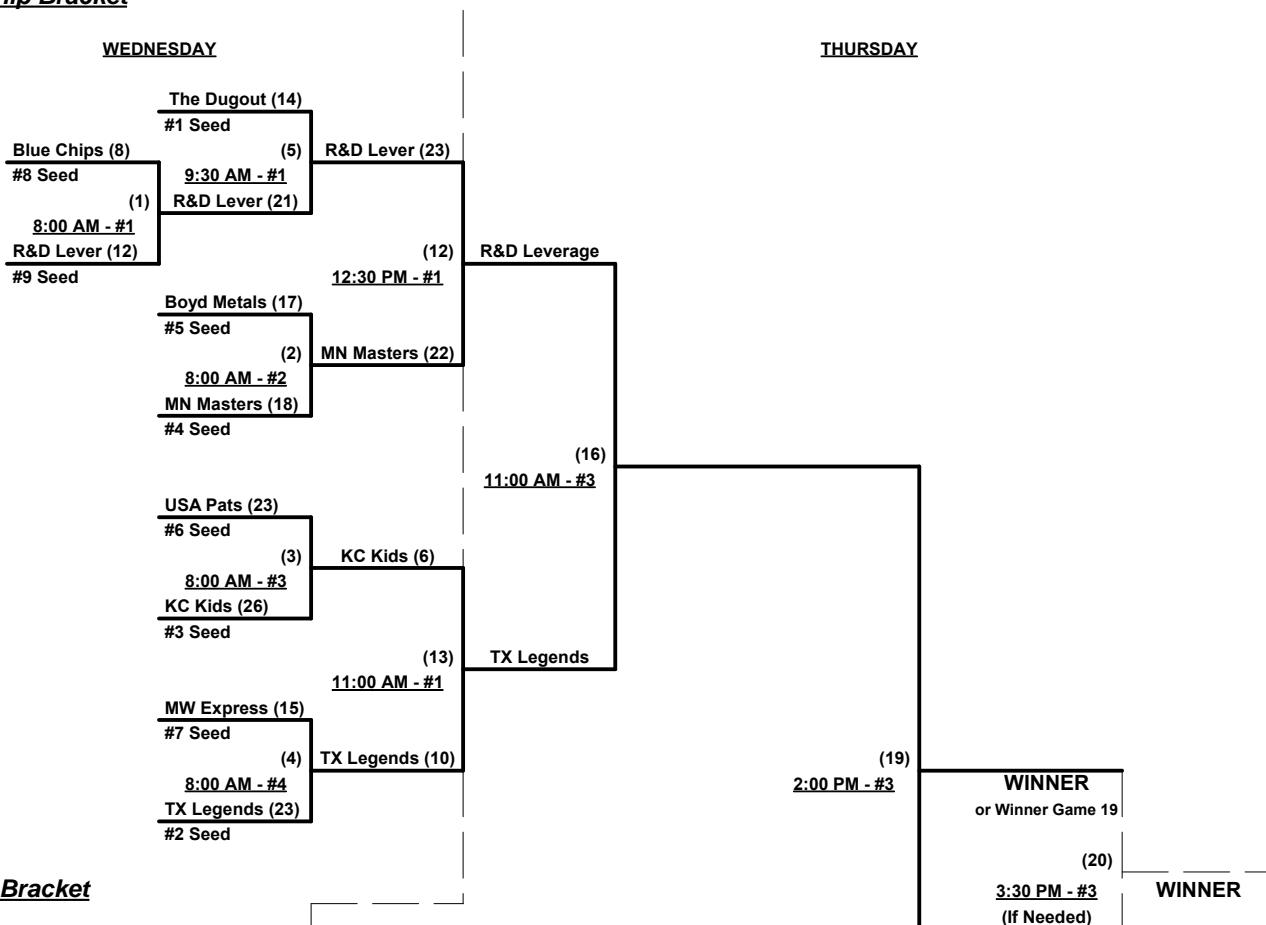 Bracket
WEDNESDAY
THURSDAY
The Dugout (14)
#1 Seed
Blue Chips (8)
(5)
R&D Lever (23)
#8 Seed
9:30 AM - #1
(1)
R&D Lever (21)
8:00 AM - #1
R&D Lever (12)
(12)
R&D Leverage
#9 Seed
12:30 PM - #1
Boyd Metals (17)
#5 Seed
(2)
MN Masters (22)
8:00 AM - #2
MN Masters (18)
#4 Seed
(16)
11:00 AM - #3
USA Pats (23)
#6 Seed
(3)
KC Kids (6)
8:00 AM - #3
KC Kids (26)
#3 Seed
(13)
TX Legends
11:00 AM - #1
MW Express (15)
#7 Seed
(4)
TX Legends (10)
(19)
8:00 AM - #4
2:00 PM - #3
WINNER
TX Legends (23)
or Winner Game 19
#2 Seed
(20)
Bracket
3:30 PM - #3
WINNER
(If Needed)